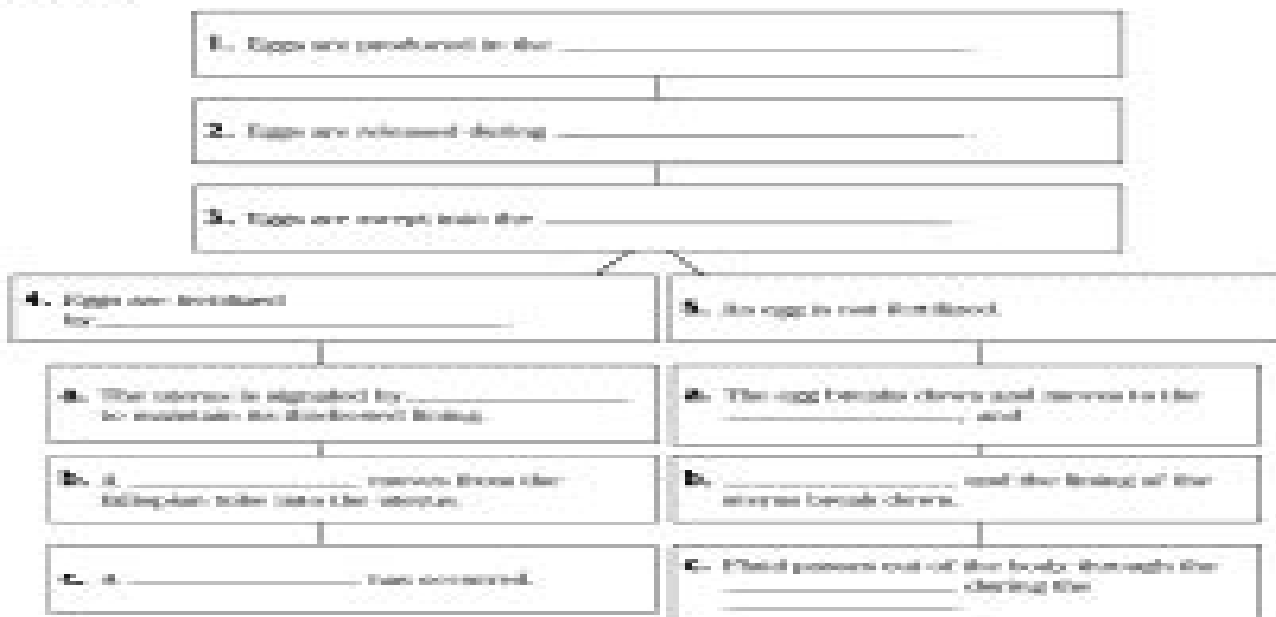 1. Eggs are produced in the
2. Eggs are released during
3. Eggs are swept into the
4. Eggs are fertilized
by
5. An egg is not fertilized.
a. The uterus is signaled by
to maintain its thickened lining.
b. A moves from the
fallopian tube into the uterus.
c. A has occurred.
a. The egg breaks down and moves to the
, and
b. and the lining of the
uterus break down.
c. Fluid passes out of the body through the
during the